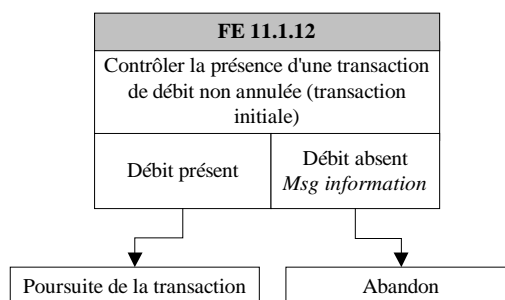 FE 11.1.12
Contrôler la présence d'une transaction
de débit non annulée (transaction
initiale)
Débit présent
Débit absent
Msg information
Poursuite de la transaction
Abandon